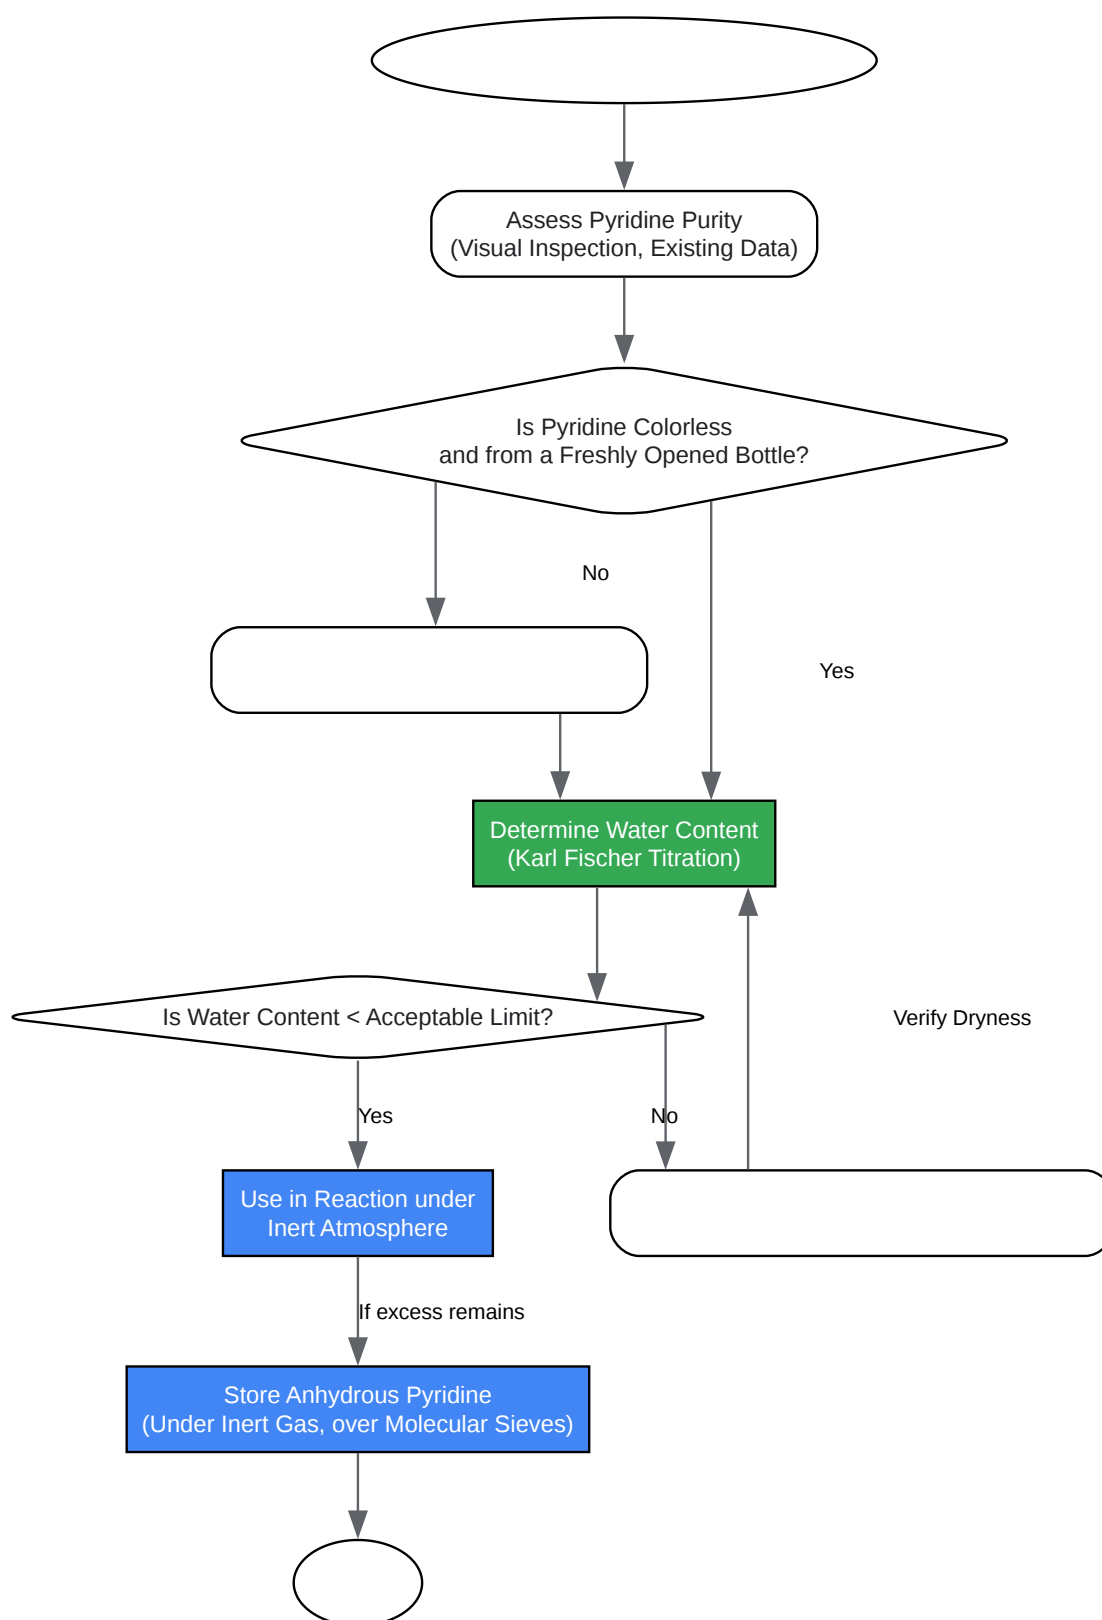 Assess Pyridine Purity
(Visual Inspection, Existing Data)
Is Pyridine Colorless
and from a Freshly Opened Bottle?
No
Yes
Determine Water Content
(Karl Fischer Titration)
Is Water Content < Acceptable Limit?
Verify Dryness
Yes
No
Use in Reaction under
Inert Atmosphere
If excess remains
Store Anhydrous Pyridine
(Under Inert Gas, over Molecular Sieves)